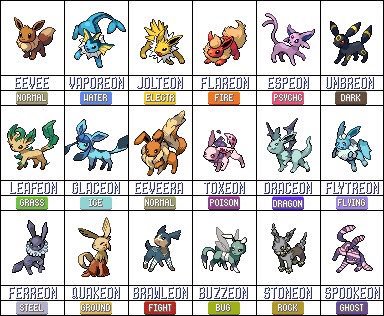 EEVEE VAPOREON JOLTEON FLAREON ESPEON UMBREON
NORMAL WATER ELECTR FIRE PSYCHC DARK
LEAFEON GLACEON EEVEERA TOXEON DRACEON FLYTREON
GRASS ICE NORMAL POISON DRAGON FLYING
FERREON QUAKEON BRAWLEON BUZZEON STONEON SPOOKEON
STEEL GROUND FIGHT BUG ROCK GHOST